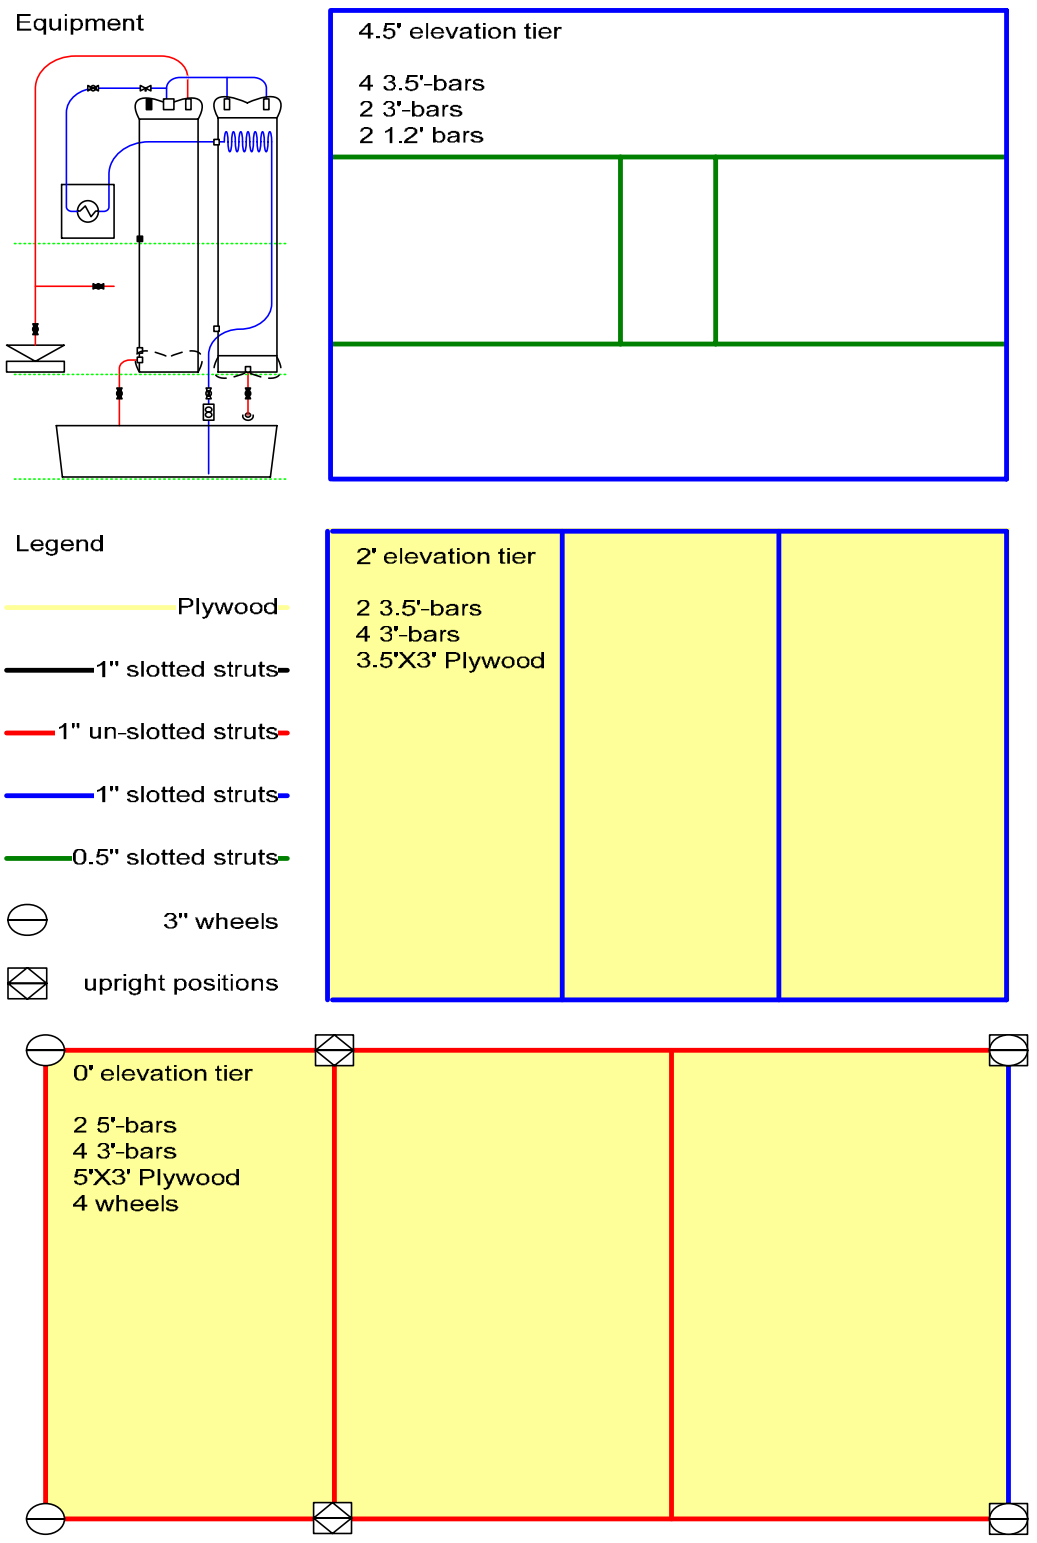 Equipment
4.5' elevation tier
4 3.5'-bars
2 3'-bars
2 1.2' bars
Legend
Plywood
1" slotted struts
1" un-slotted struts
1" slotted struts
0.5" slotted struts
3" wheels
upright positions
2' elevation tier
2 3.5'-bars
4 3'-bars
3.5'X3' Plywood
0' elevation tier
2 5'-bars
4 3'-bars
5'X3' Plywood
4 wheels